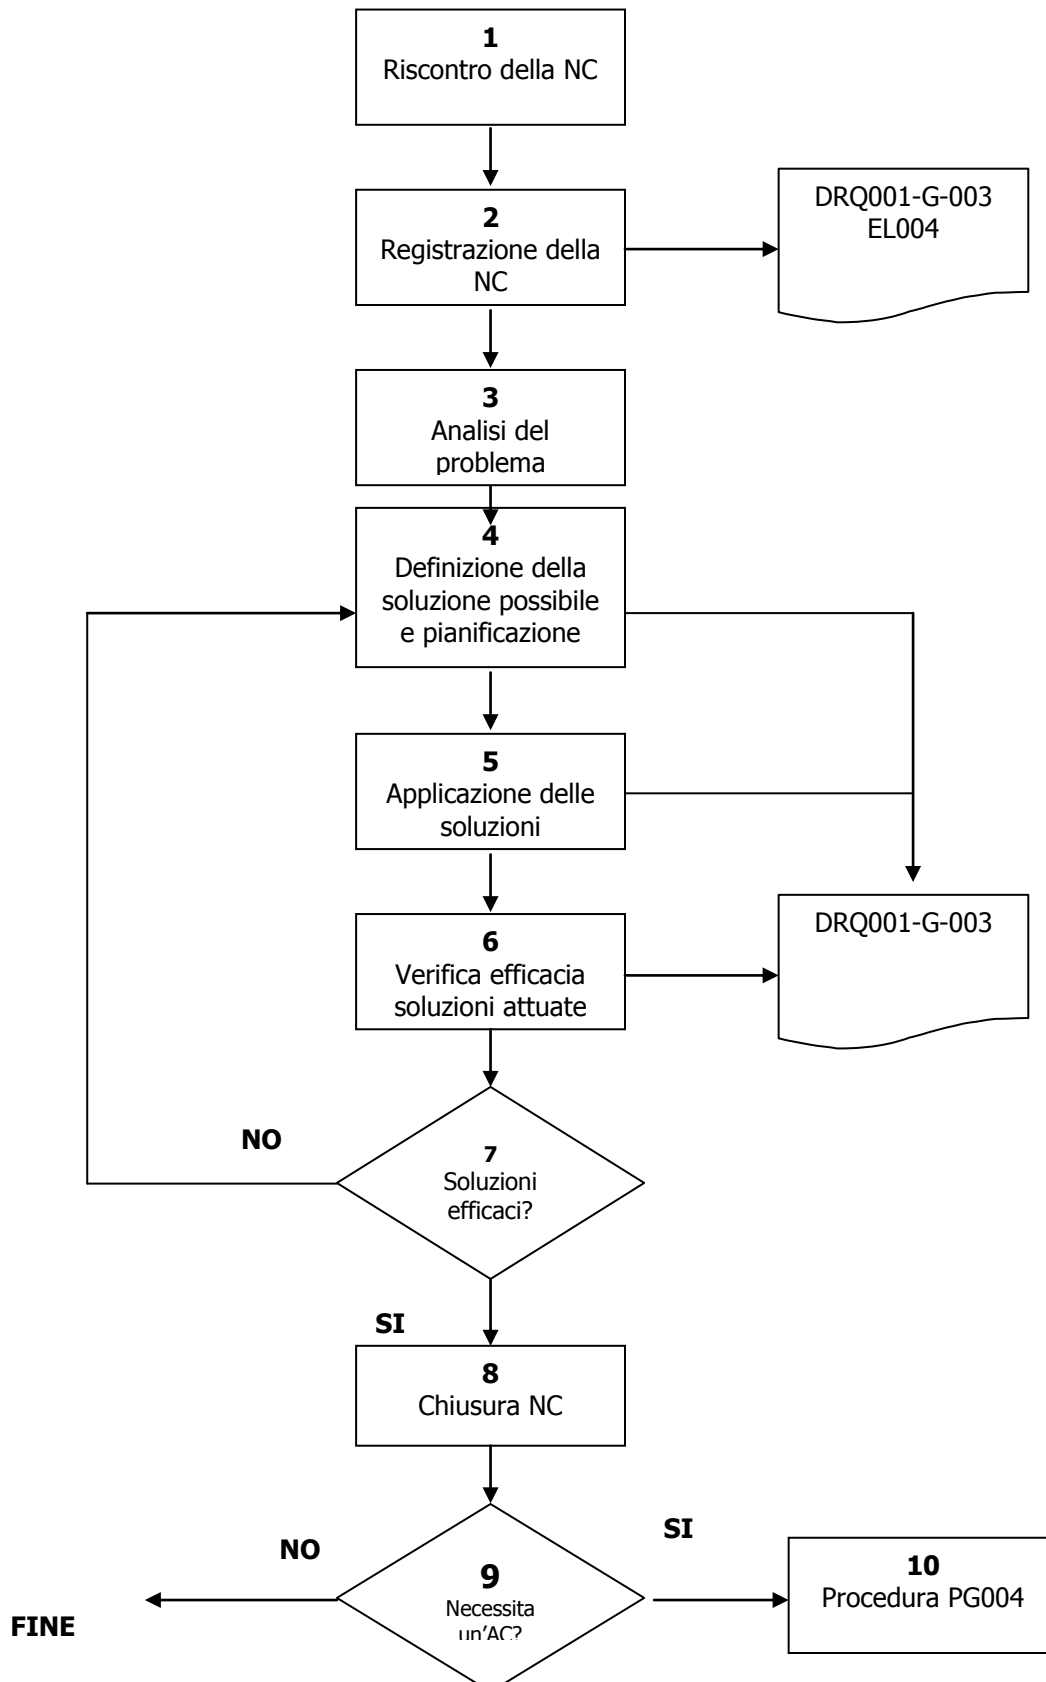 1
Riscontro della NC
2
Registrazione della
NC
DRQ001-G-003
EL004
3
Analisi del
problema
4
Definizione della
soluzione possibile
e pianificazione
5
Applicazione delle
soluzioni
6
Verifica efficacia
soluzioni attuate
DRQ001-G-003
NO
7
Soluzioni
efficaci?
SI
8
Chiusura NC
NO
SI
9
Necessita
un'AC?
10
Procedura PG004
FINE